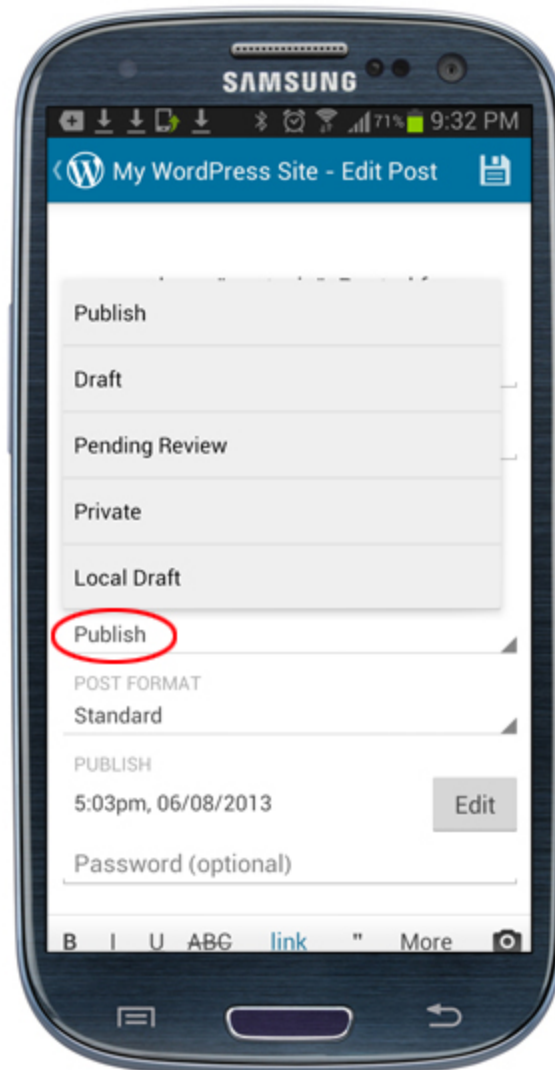 SAMSUNG
71% 9:32 PM
My WordPress Site - Edit Post
Publish
Draft
Pending Review
Private
Local Draft
Publish
POST FORMAT
Standard
PUBLISH
5:03pm, 06/08/2013
Edit
Password (optional)
B I U ABC link " More